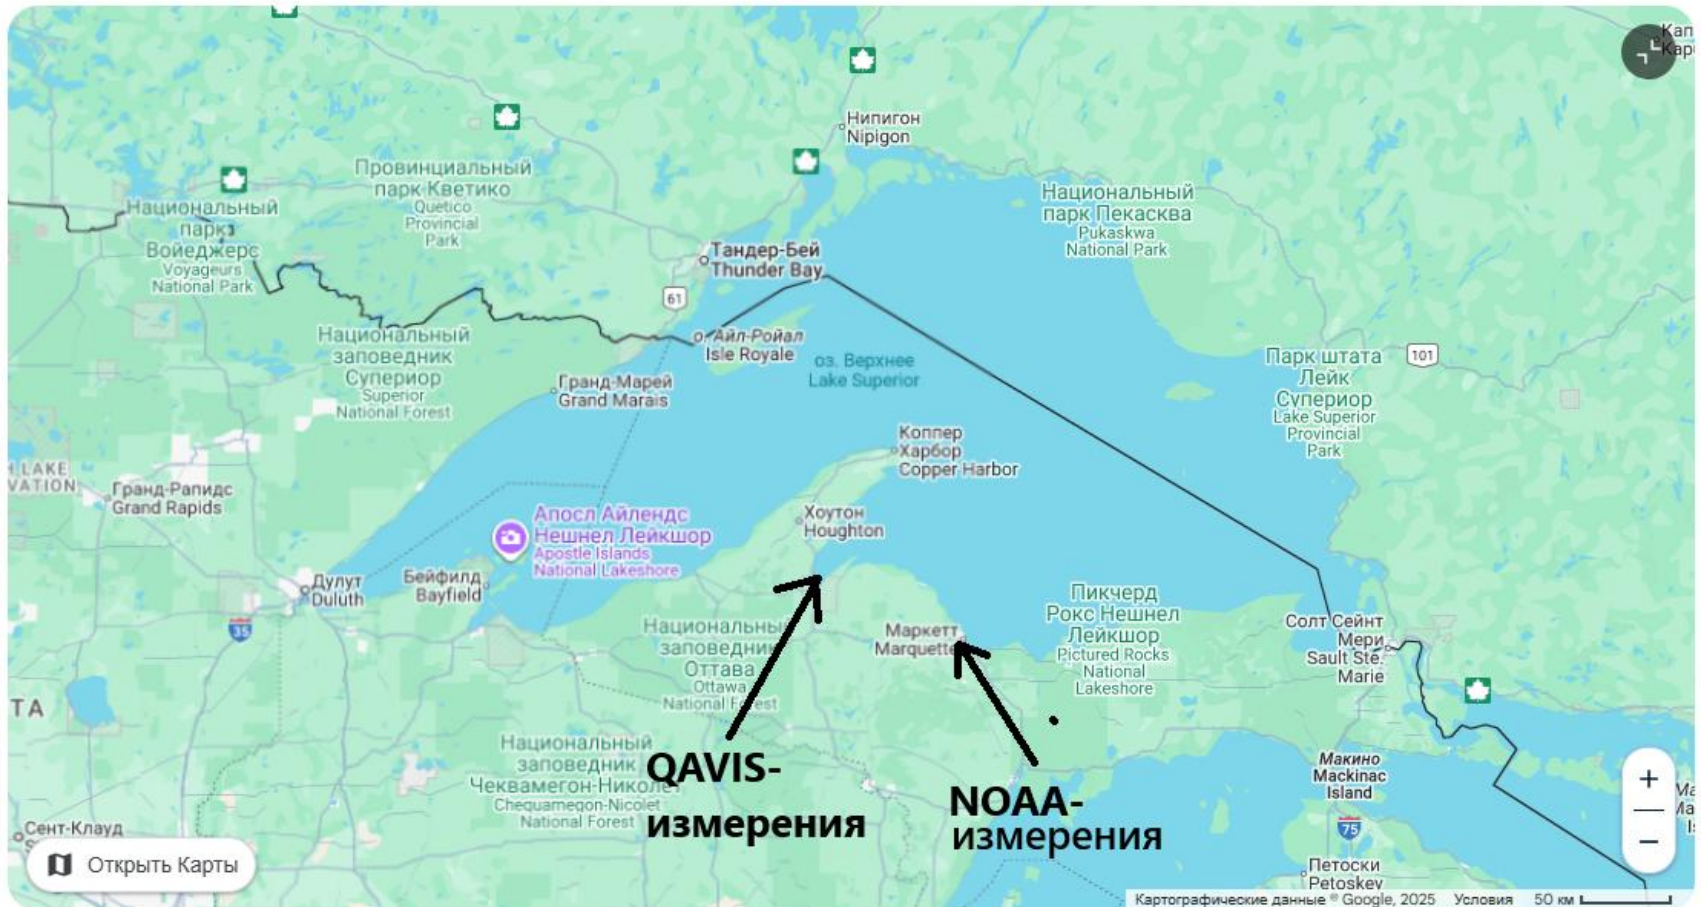 Нипигон
Nipigon
Провинциальный
парк Кветико
Quetico
Provincial
Park
Национальный
парк Пекасква
Pukaskwa
National Park
Национальный
парк
Войеджерс
Voyageurs
National Park
Тандер-Бей
Thunder Bay
61
Национальный
заповедник
Супериор
Superior
National Forest
Айл-Ройал
Isle Royale
оз. Верхнее
Lake Superior
Парк штата
Лейк
Супериор
Lake Superior
Provincial
Park
101
Гранд-Марей
Grand Marais
Коппер
Харбор
Copper Harbor
LAKE
VATION
Гранд-Рапидс
Grand Rapids
Апосл Айлендс
Нешнел Лейкшор
Apostle Islands
National Lakeshore
Хоутон
Houghton
Дулут
Duluth
35
Бейфилд
Bayfield
Национальны
заповедник
Оттава
Ottawa
National Forest
Маркетт
Marquette
Пикчерд
Рокс Нешнел
Лейкшор
Pictured Rocks
National
Lakeshore
Солт Сейнт
Мери
Sault Ste.
Marie
ТА
Национальный
заповедник
Чеквамегон-Николе
Chequamegon-Nicolet
National Forest
QAVIS-
измерения
NOAA-
измерения
Макино
Mackinac
Island
75
Сент-Клауд
Открыть Карты
Петоски
Petoskey
+
−
Картографические данные © Google, 2025 Условия 50 км